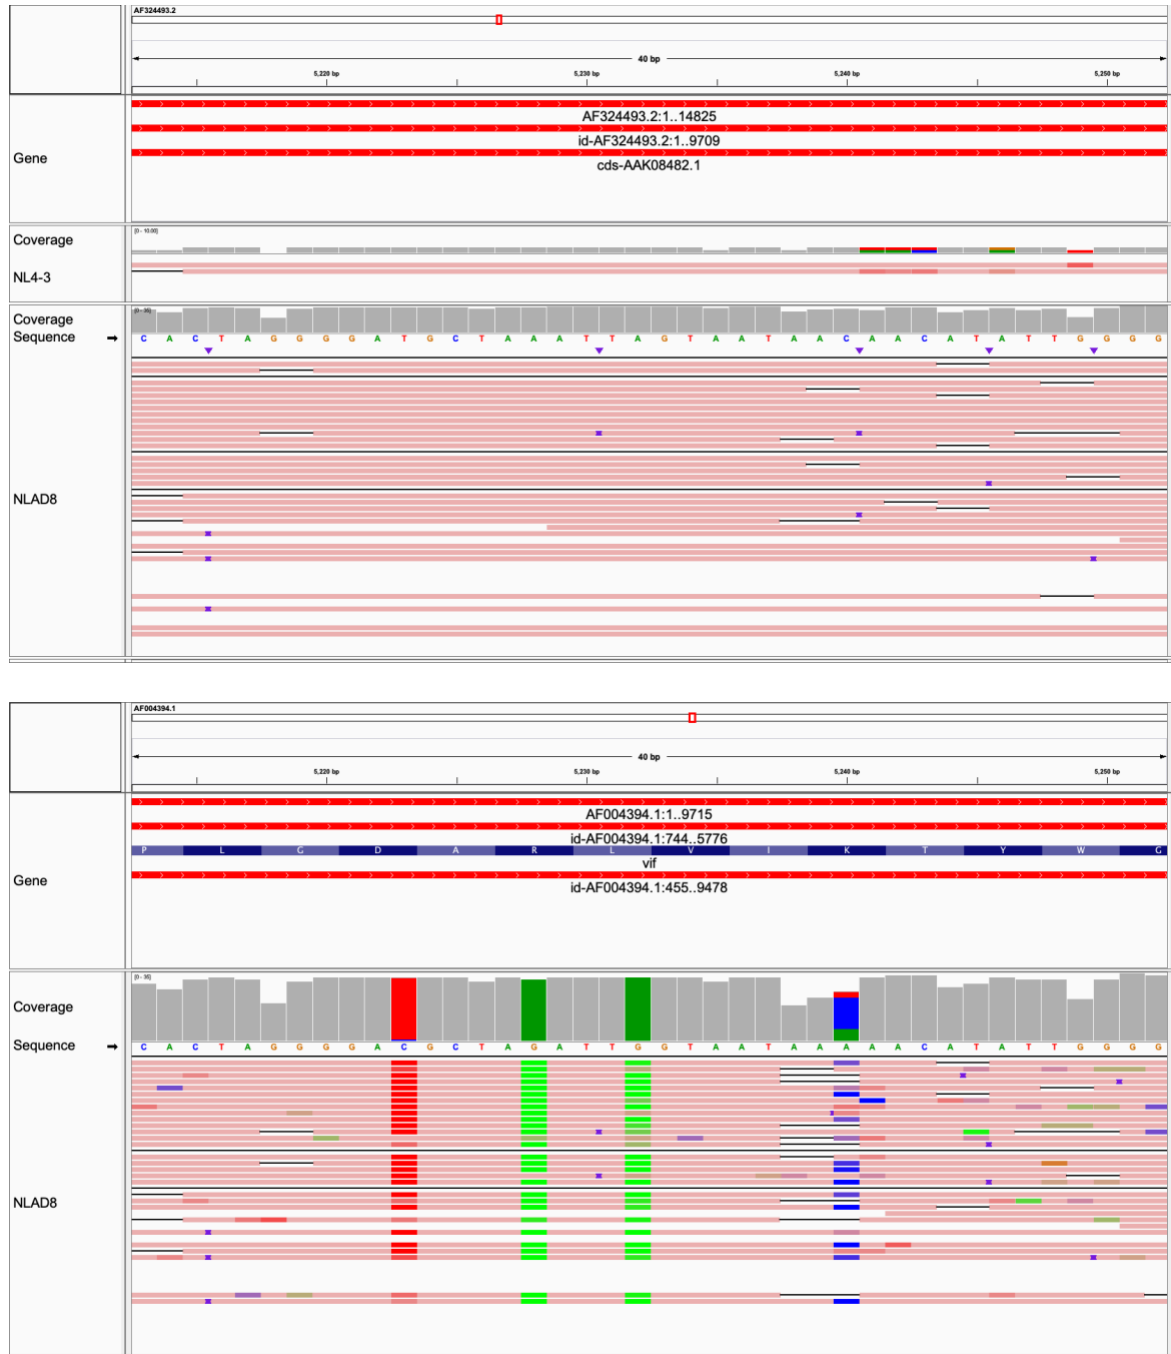 AF324493.2
40 bp
5,220 bp 5,230 bp 5,240 bp 5,250 bp
Gene
AF324493.2:1..14825
id-AF324493.2:1..9709
cds-AAK08482.1
Coverage
[0 - 10.00]
NL4-3
Coverage
Sequence
C A C T A G G G G A T G C T A A A T T A G T A A T A A C A A C A T A T T G G G G
NLAD8
AF004394.1
40 bp
5,220 bp 5,230 bp 5,240 bp 5,250 bp
Gene
AF004394.1:1..9715
id-AF004394.1:744..5776
P L G D A R L V I K T Y W G
vif
id-AF004394.1:455..9478
Coverage
Sequence
C A C T A G G G G A C G C T A G A T T G G T A A T A A A A A C A T A T T G G G G
NLAD8